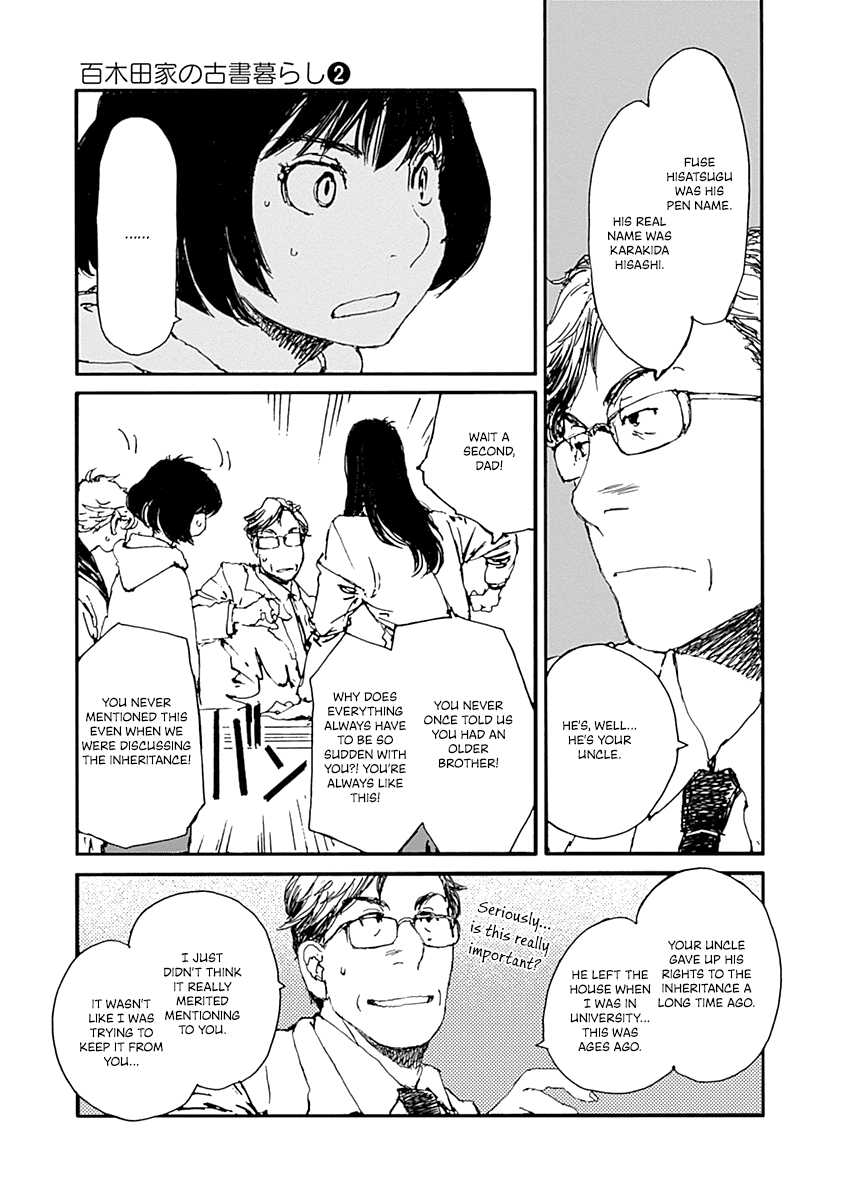 百木田家の古書暮らし❷
FUSE
HISATSUGU
WAS HIS
PEN NAME.
HIS REAL
NAME WAS
KARAKIDA
HISASHI.
HE'S, WELL...
HE'S YOUR
UNCLE.
......
WAIT A
SECOND,
DAD!
YOU NEVER
ONCE TOLD US
YOU HAD AN
OLDER
BROTHER!
WHY DOES
EVERYTHING
ALWAYS HAVE
TO BE SO
SUDDEN WITH
YOU?! YOU'RE
ALWAYS LIKE
THIS!
バン
YOU NEVER
MENTIONED THIS
EVEN WHEN WE
WERE DISCUSSING
THE INHERITANCE!
YOUR UNCLE
GAVE UP HIS
RIGHTS TO THE
INHERITANCE A
LONG TIME AGO.
HE LEFT THE
HOUSE WHEN
I WAS IN
UNIVERSITY...
THIS WAS
AGES AGO.
Seriously...
is this really
important?
I JUST
DIDN'T THINK
IT REALLY
MERITED
MENTIONING
TO YOU.
IT WASN'T
LIKE I WAS
TRYING TO
KEEP IT FROM
YOU...